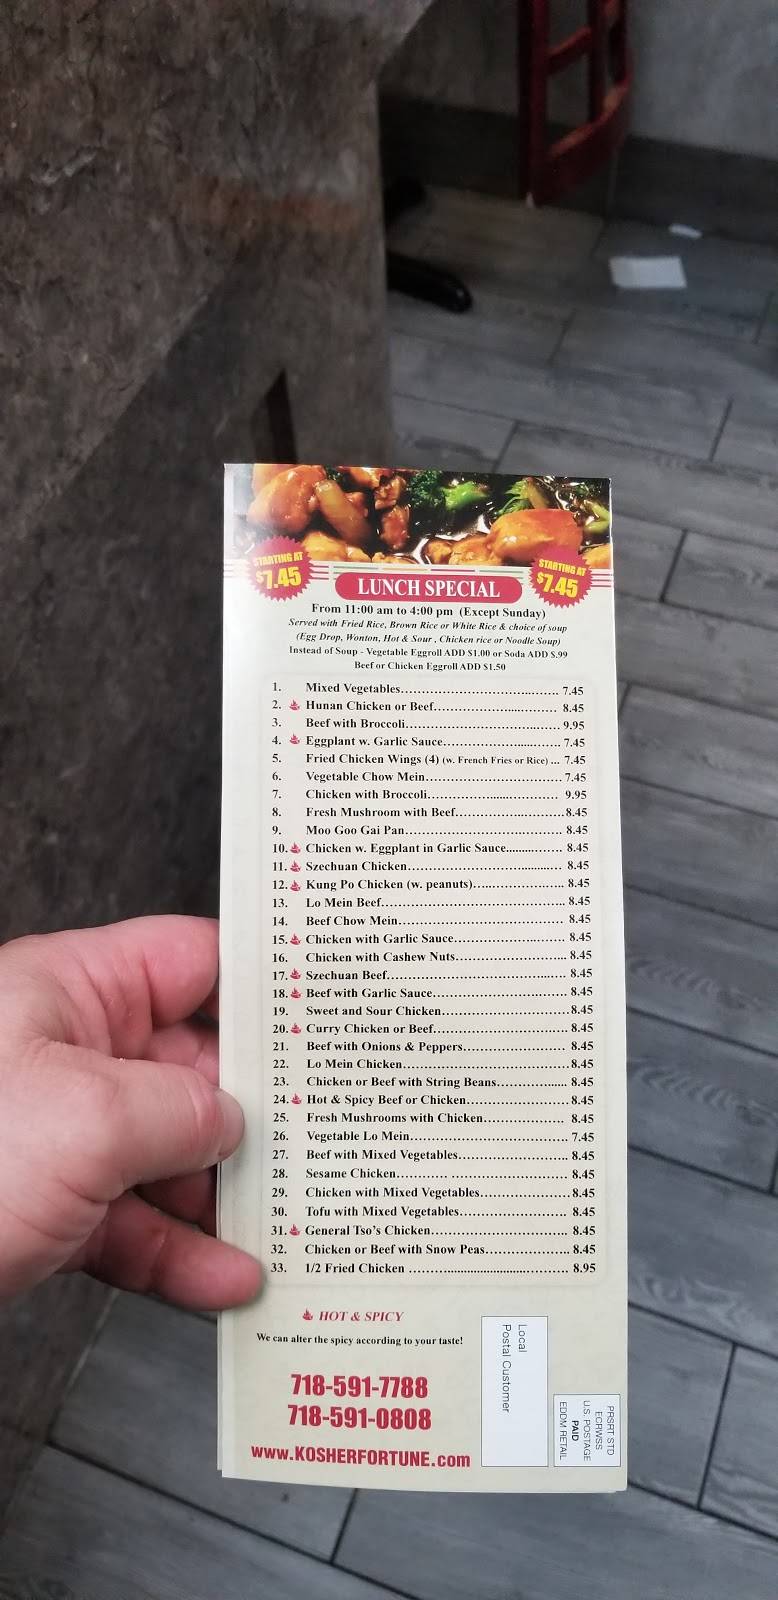 STARTING AT
$7.45
STARTING AT
$7.45
LUNCH SPECIAL
From 11:00 am to 4:00 pm (Except Sunday)
Served with Fried Rice, Brown Rice or White Rice & choice of soup
(Egg Drop, Wonton, Hot & Sour , Chicken rice or Noodle Soup)
Instead of Soup - Vegetable Eggroll ADD $1.00 or Soda ADD $.99
Beef or Chicken Eggroll ADD $1.50
1. Mixed Vegetables.................................. 7.45
2. Hunan Chicken or Beef............................ 8.45
3. Beef with Broccoli.................................. 9.95
4. Eggplant w. Garlic Sauce......................... 7.45
5. Fried Chicken Wings (4) (w. French Fries or Rice) ... 7.45
6. Vegetable Chow Mein............................. 7.45
7. Chicken with Broccoli............................. 9.95
8. Fresh Mushroom with Beef.......................8.45
9. Moo Goo Gai Pan.................................. 8.45
10. Chicken w. Eggplant in Garlic Sauce............ 8.45
11. Szechuan Chicken................................. 8.45
12. Kung Po Chicken (w. peanuts)................... 8.45
13. Lo Mein Beef........................................ 8.45
14. Beef Chow Mein.................................... 8.45
15. Chicken with Garlic Sauce....................... 8.45
16. Chicken with Cashew Nuts....................... 8.45
17. Szechuan Beef...................................... 8.45
18. Beef with Garlic Sauce............................ 8.45
19. Sweet and Sour Chicken...........................8.45
20. Curry Chicken or Beef............................ 8.45
21. Beef with Onions & Peppers..................... 8.45
22. Lo Mein Chicken...................................8.45
23. Chicken or Beef with String Beans.............. 8.45
24. Hot & Spicy Beef or Chicken.................... 8.45
25. Fresh Mushrooms with Chicken................. 8.45
26. Vegetable Lo Mein................................. 7.45
27. Beef with Mixed Vegetables...................... 8.45
28. Sesame Chicken........... ........................ 8.45
29. Chicken with Mixed Vegetables..................8.45
30. Tofu with Mixed Vegetables..................... 8.45
31. General Tso's Chicken............................ 8.45
32. Chicken or Beef with Snow Peas................. 8.45
33. 1/2 Fried Chicken .................................. 8.95
HOT & SPICY
We can alter the spicy according to your taste!
718-591-7788
718-591-0808
www.KOSHERFORTUNE.com
Local
Postal Customer
PRSRT STD
ECRWSS
U.S. POSTAGE
PAID
EDDM RETAIL